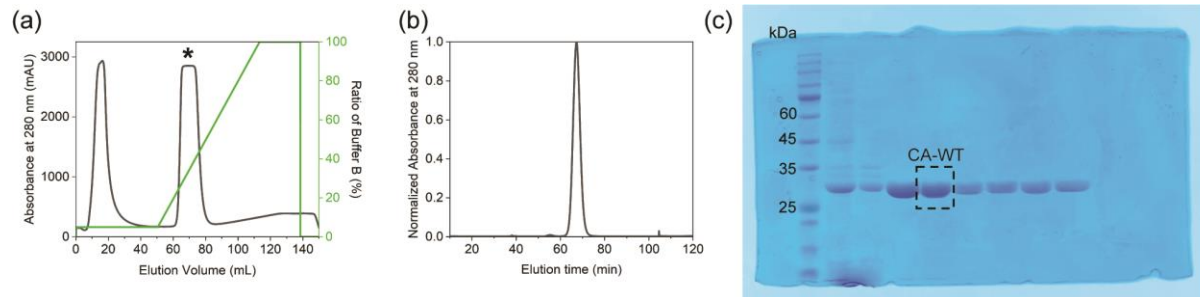 (a)
Absorbance at 280 nm (mAU)
3000
2000
1000
0
*
0 20 40 60 80 100 120 140
Elution Volume (mL)
100
80
60
40
20
0
Ratio of Buffer B (%)
(b)
Normalized Absorbance at 280 nm
1.0
0.8
0.6
0.4
0.2
0.0
20 40 60 80 100 120
Elution time (min)
(c)
kDa
60
45
35
25
CA-WT